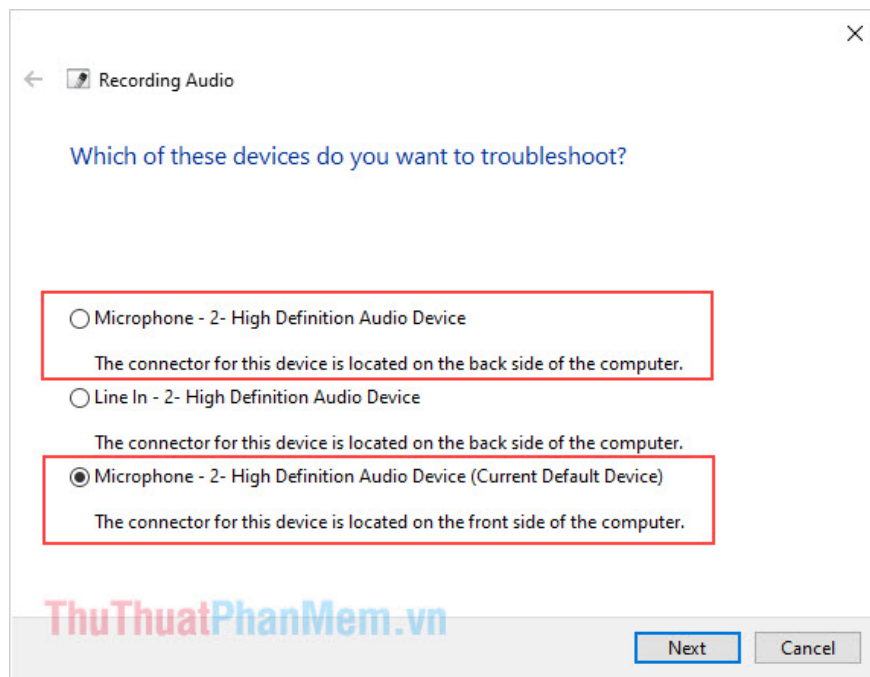 Recording Audio
Which of these devices do you want to troubleshoot?
Microphone - 2- High Definition Audio Device
The connector for this device is located on the back side of the computer.
Line In - 2- High Definition Audio Device
The connector for this device is located on the back side of the computer.
Microphone - 2- High Definition Audio Device (Current Default Device)
The connector for this device is located on the front side of the computer.
ThuThuatPhanMem.vn
Next Cancel